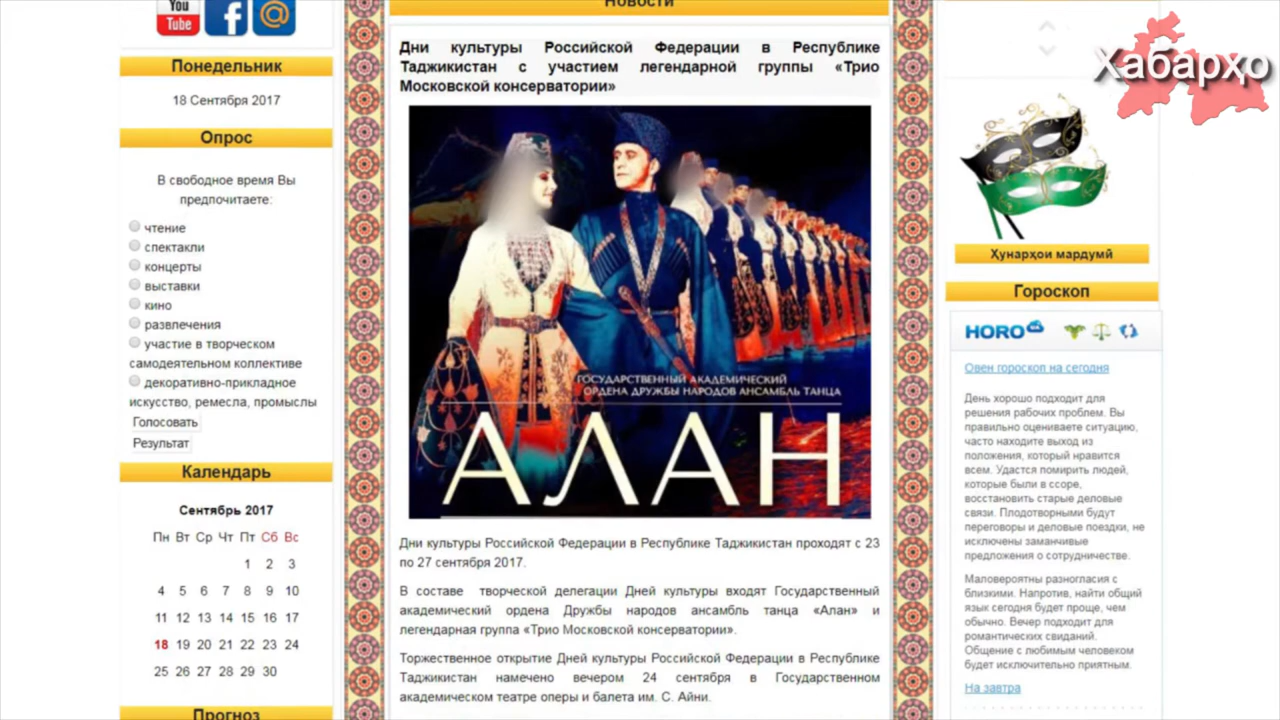 You
Tube
Понедельник
18 Сентября 2017
Опрос
В свободное время Вы
предпочитаете:
чтение
спектакли
концерты
выставки
кино
развлечения
участие в творческом
самодеятельном коллективе
декоративно-прикладное
искусство, ремесла, промыслы
Голосовать
Результат
Календарь
Сентябрь 2017
Пн Вт Ср Чт Пт Сб Вс
1 2 3
4 5 6 7 8 9 10
11 12 13 14 15 16 17
18 19 20 21 22 23 24
25 26 27 28 29 30
Прогноз
Новости
Дни культуры Российской Федерации в Республике
Таджикистан с участием легендарной группы «Трио
Московской консерватории»
ГОСУДАРСТВЕННЫЙ АКАДЕМИЧЕСКИЙ
ОРДЕНА ДРУЖБЫ НАРОДОВ АНСАМБЛЬ ТАНЦА
АЛАН
Дни культуры Российской Федерации в Республике Таджикистан проходят с 23
по 27 сентября 2017.
В составе творческой делегации Дней культуры входят Государственный
академический ордена Дружбы народов ансамбль танца «Алан» и
легендарная группа «Трио Московской консерватории».
Торжественное открытие Дней культуры Российской Федерации в Республике
Таджикистан намечено вечером 24 сентября в Государственном
академическом театре оперы и балета им. С. Айни.
Хабарҳо
Ҳунарҳои мардумӣ
Гороскоп
HORO
Овен гороскоп на сегодня
День хорошо подходит для
решения рабочих проблем. Вы
правильно оцениваете ситуацию,
часто находите выход из
положения, который нравится
всем. Удастся помирить людей,
которые были в ссоре,
восстановить старые деловые
связи. Плодотворными будут
переговоры и деловые поездки, не
исключены заманчивые
предложения о сотрудничестве.
Маловероятны разногласия с
близкими. Напротив, найти общий
язык сегодня будет проще, чем
обычно. Вечер подходит для
романтических свиданий.
Общение с любимым человеком
будет исключительно приятным.
На завтра